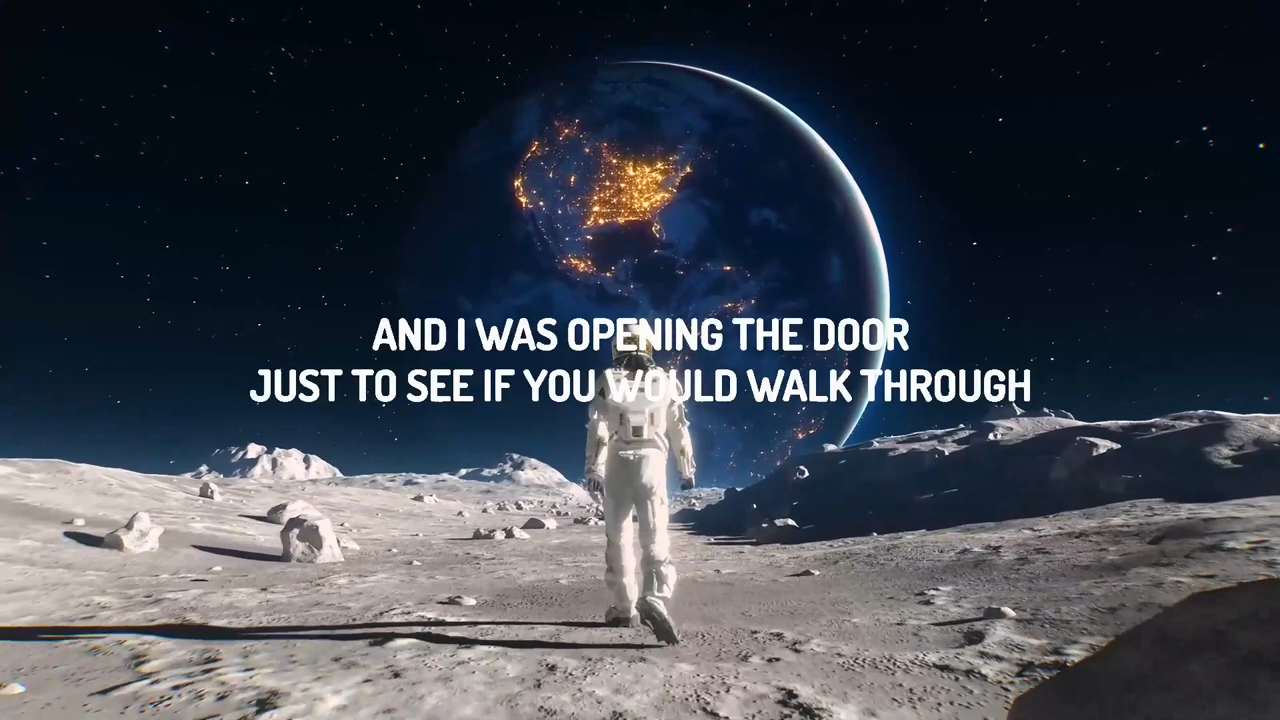 AND I WAS OPENING THE DOOR
JUST TO SEE IF YOU WOULD WALK THROUGH